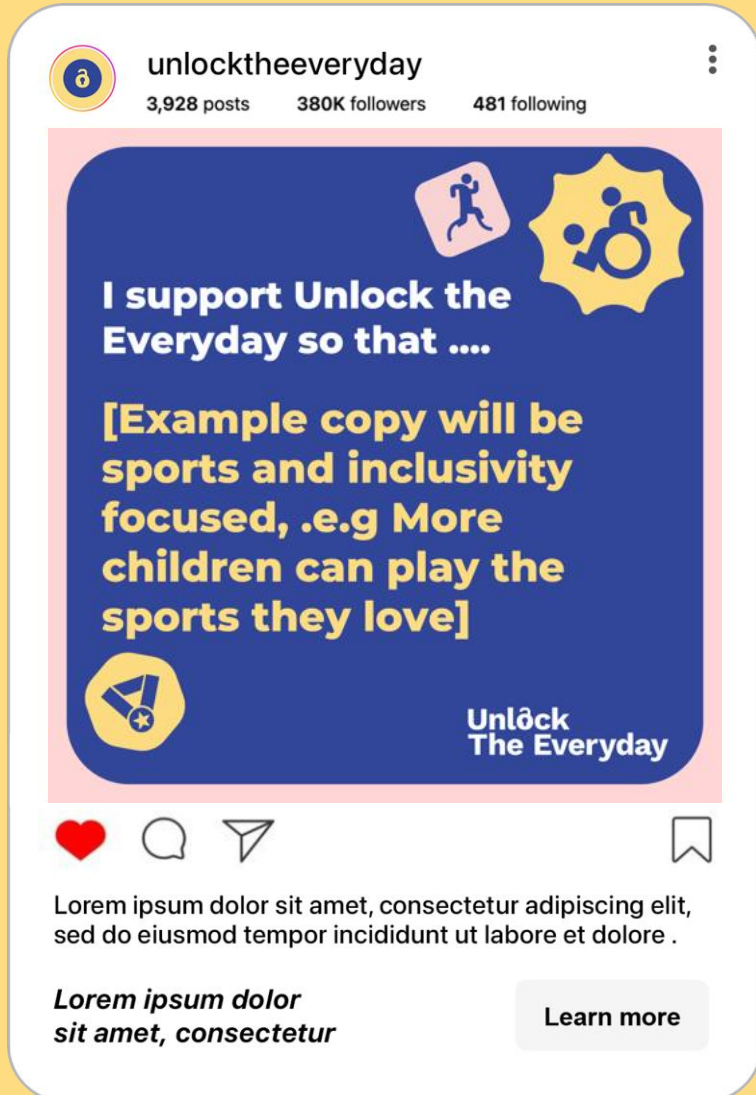 unlocktheeveryday
3,928 posts 380K followers 481 following
I support Unlock the
Everyday so that ....
[Example copy will be
sports and inclusivity
focused, .e.g More
children can play the
sports they love]
Unlock
The Everyday
Lorem ipsum dolor sit amet, consectetur adipiscing elit,
sed do eiusmod tempor incididunt ut labore et dolore .
Lorem ipsum dolor
sit amet, consectetur
Learn more